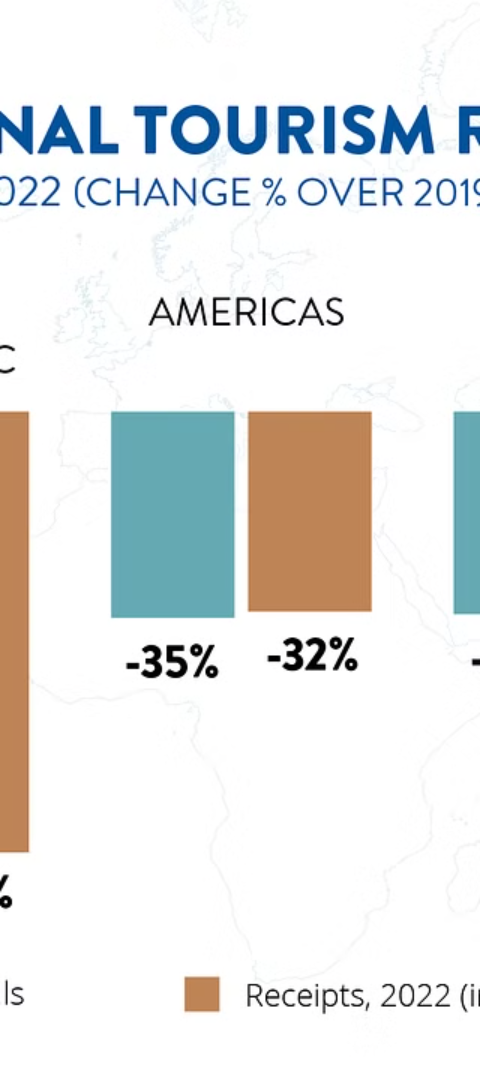 NAL TOURISM R
022 (CHANGE % OVER 2019
AMERICAS
C
-35% -32% -
%
ls
Receipts, 2022 (in